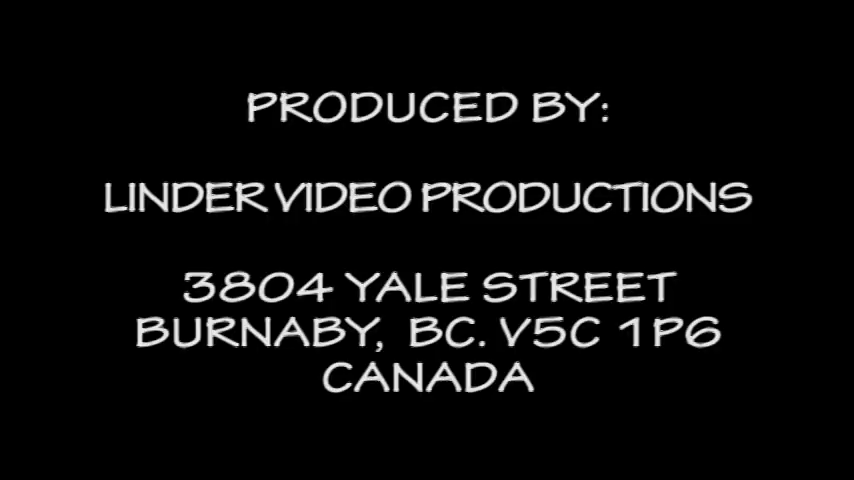 PRODUCED BY:
LINDER VIDEO PRODUCTIONS
3804 YALE STREET
BURNABY, BC. V5C 1P6
CANADA